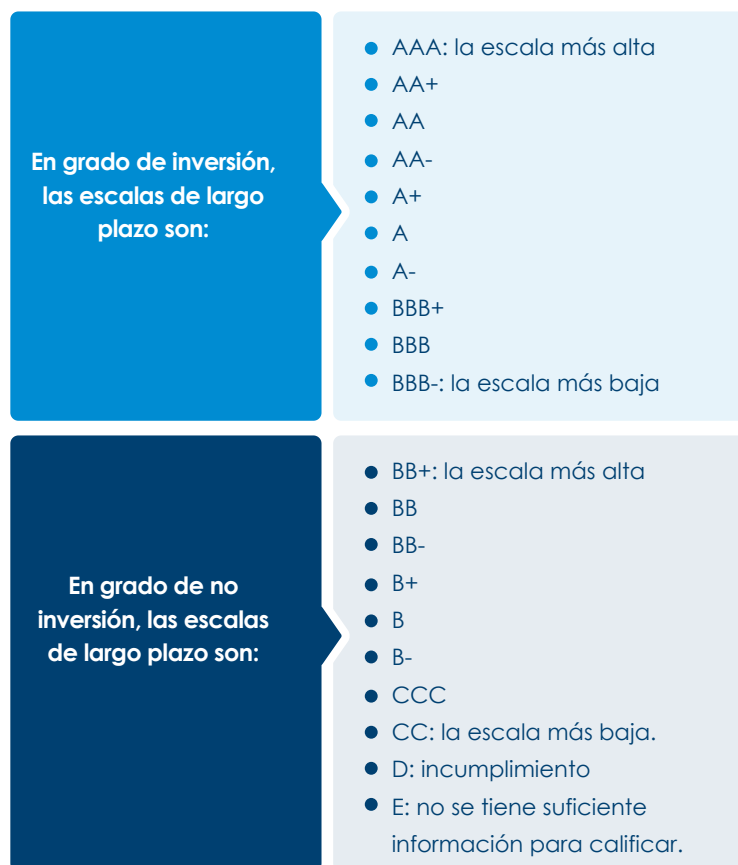 En grado de inversión,
las escalas de largo
plazo son:
AAA: la escala más alta
AA+
AA
AA-
A+
A
A-
BBB+
BBB
BBB-: la escala más baja
En grado de no
inversión, las escalas
de largo plazo son:
BB+: la escala más alta
BB
BB-
B+
B
B-
CCC
CC: la escala más baja.
D: incumplimiento
E: no se tiene suficiente
información para calificar.